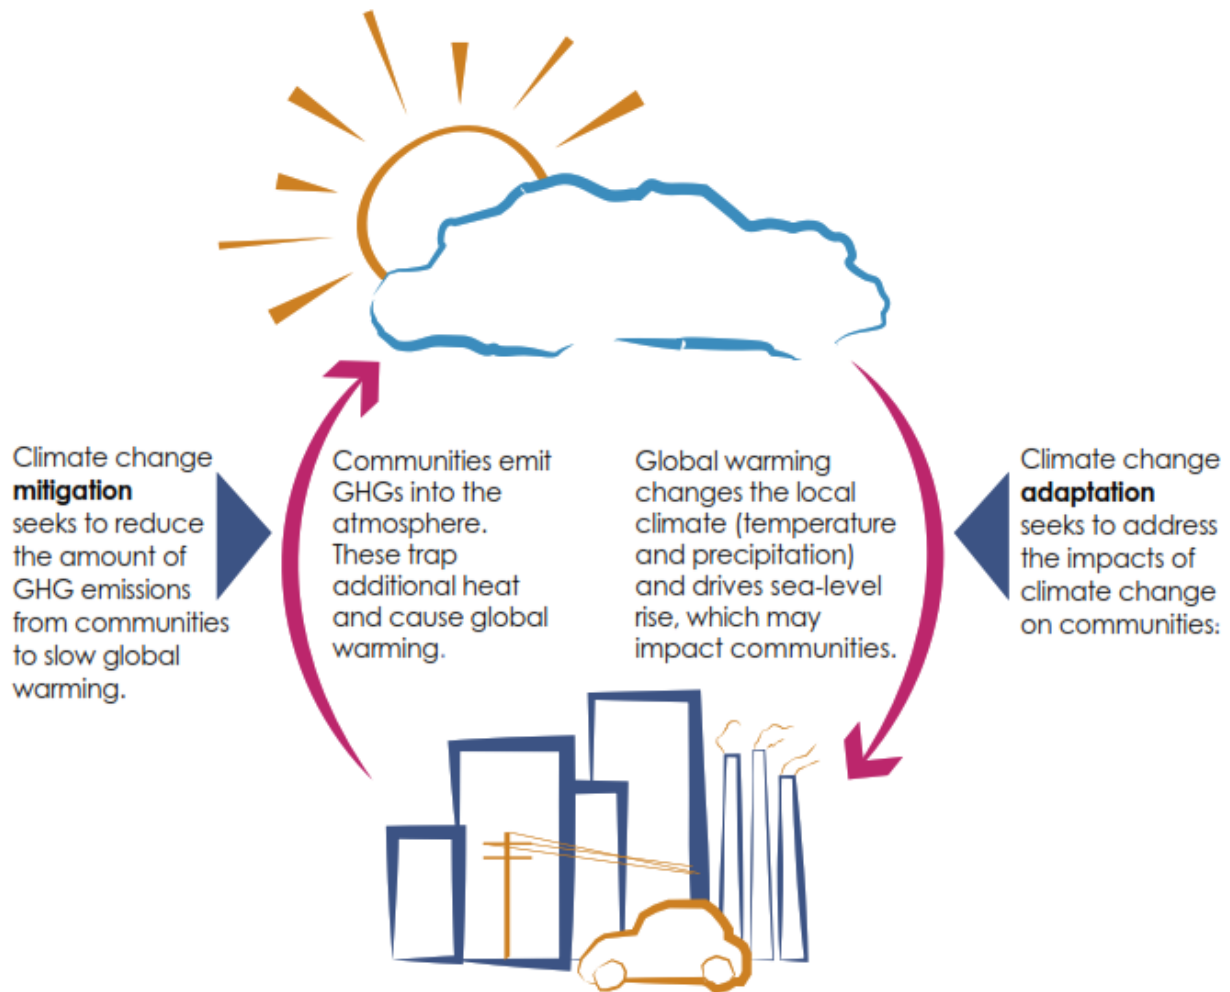 Climate change
mitigation
seeks to reduce
the amount of
GHG emissions
from communities
to slow global
warming.
Communities emit
GHGs into the
atmosphere.
These trap
additional heat
and cause global
warming.
Global warming
changes the local
climate (temperature
and precipitation)
and drives sea-level
rise, which may
impact communities.
Climate change
adaptation
seeks to address
the impacts of
climate change
on communities.